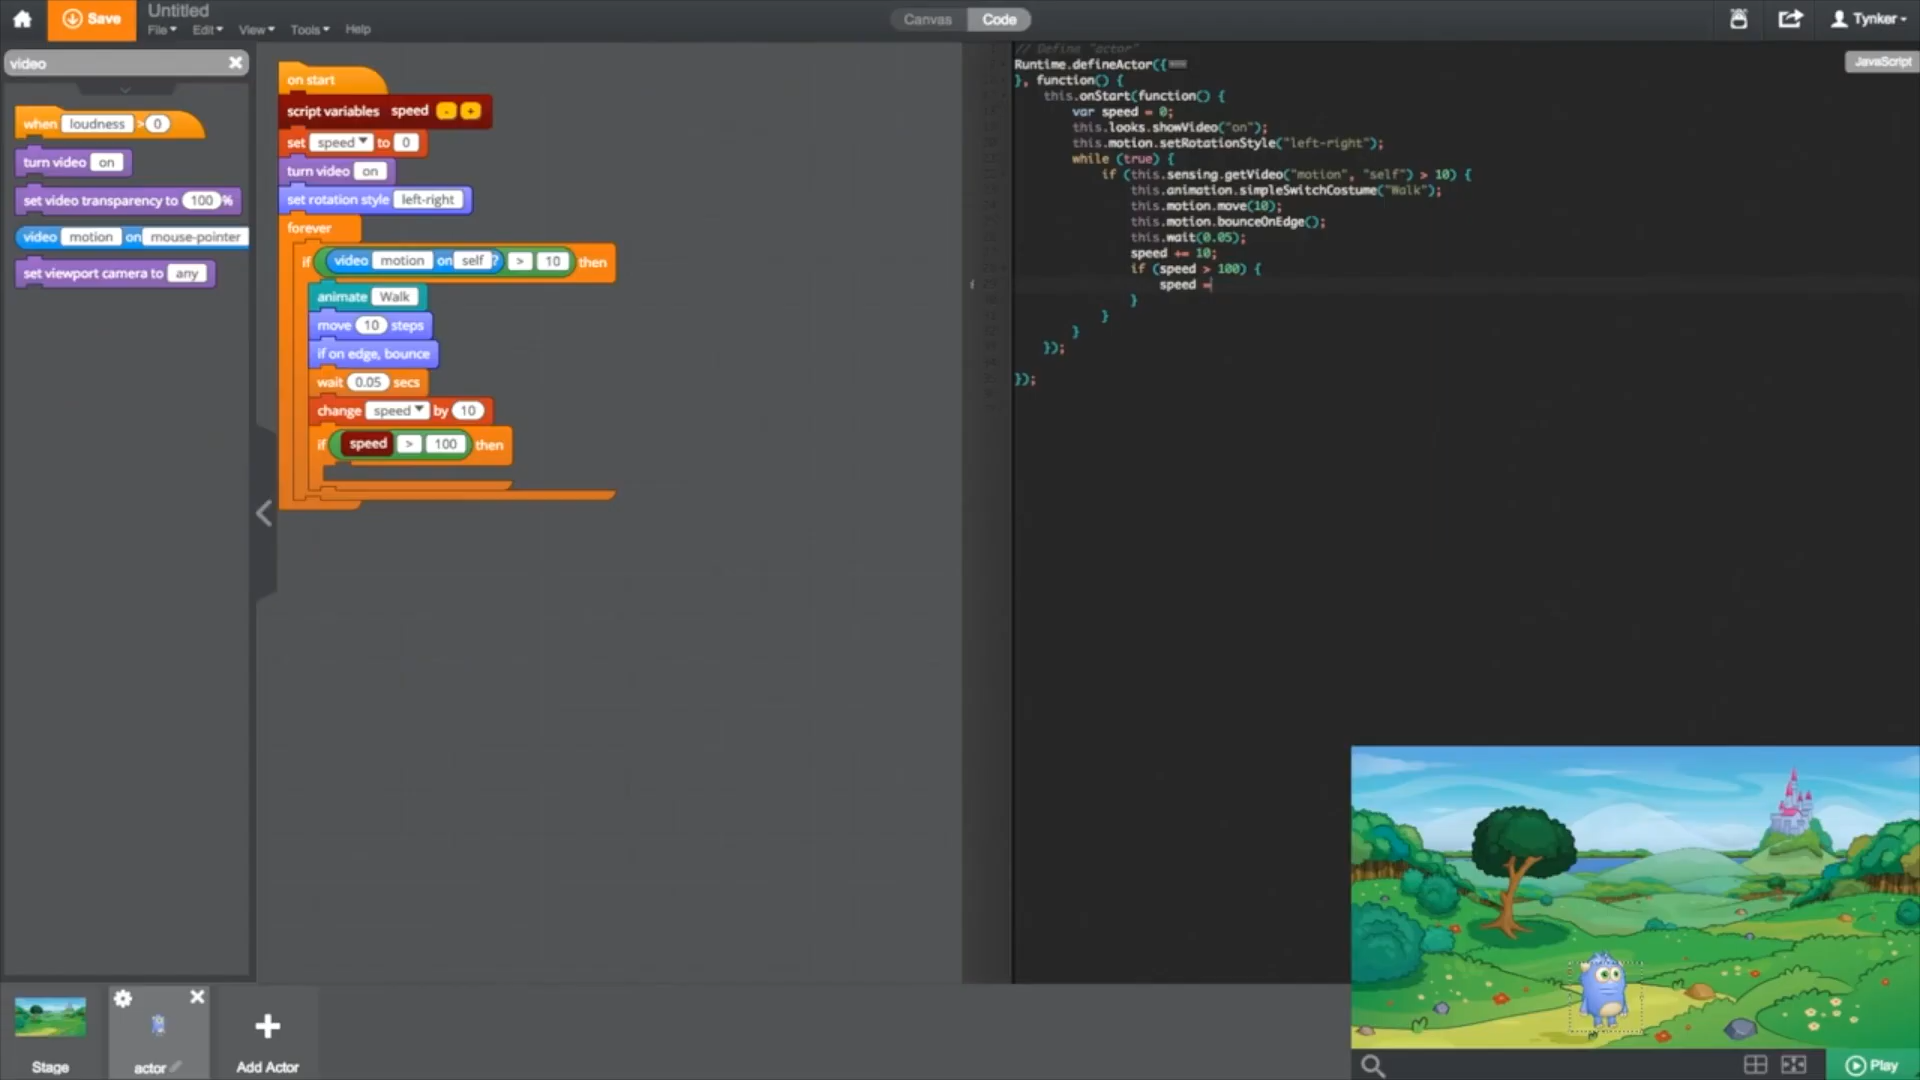 Save
Untitled
File Edit View Tools Help
Canvas Code
Tynker
video
when loudness > 0
turn video on
set video transparency to 100 %
video motion on mouse-pointer
set viewport camera to any
on start
script variables speed - +
set speed to 0
turn video on
set rotation style left-right
forever
if video motion on self ? > 10 then
animate Walk
move 10 steps
if on edge, bounce
wait 0.05 secs
change speed by 10
if speed > 100 then
// Define "actor"
Runtime.defineActor({
}, function() {
this.onStart(function() {
var speed = 0;
this.looks.showVideo("on");
this.motion.setRotationStyle("left-right");
while (true) {
if (this.sensing.getVideo("motion", "self") > 10) {
this.animation.simpleSwitchCostume("Walk");
this.motion.move(10);
this.motion.bounceOnEdge();
this.wait(0.05);
speed += 10;
if (speed > 100) {
speed =
}
}
}
});
});
JavaScript
Stage
actor
Add Actor
Play